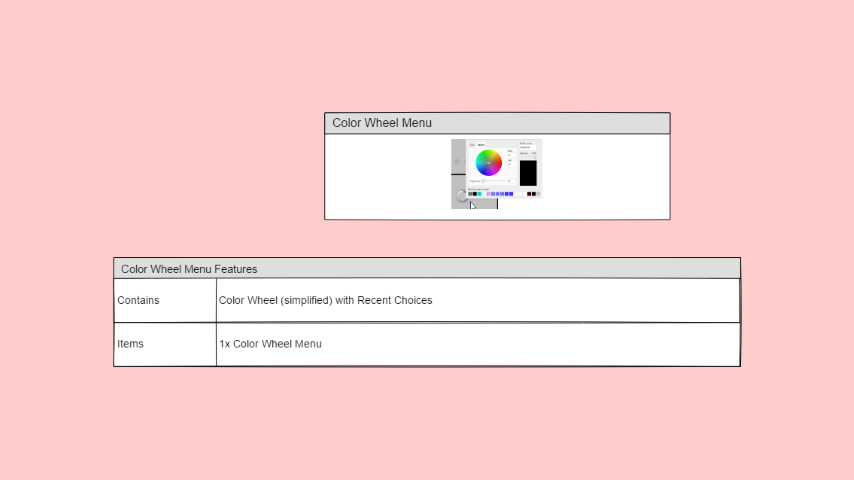 Color Wheel Menu
Color Wheel Menu Features
Contains
Color Wheel (simplified) with Recent Choices
Items
1x Color Wheel Menu